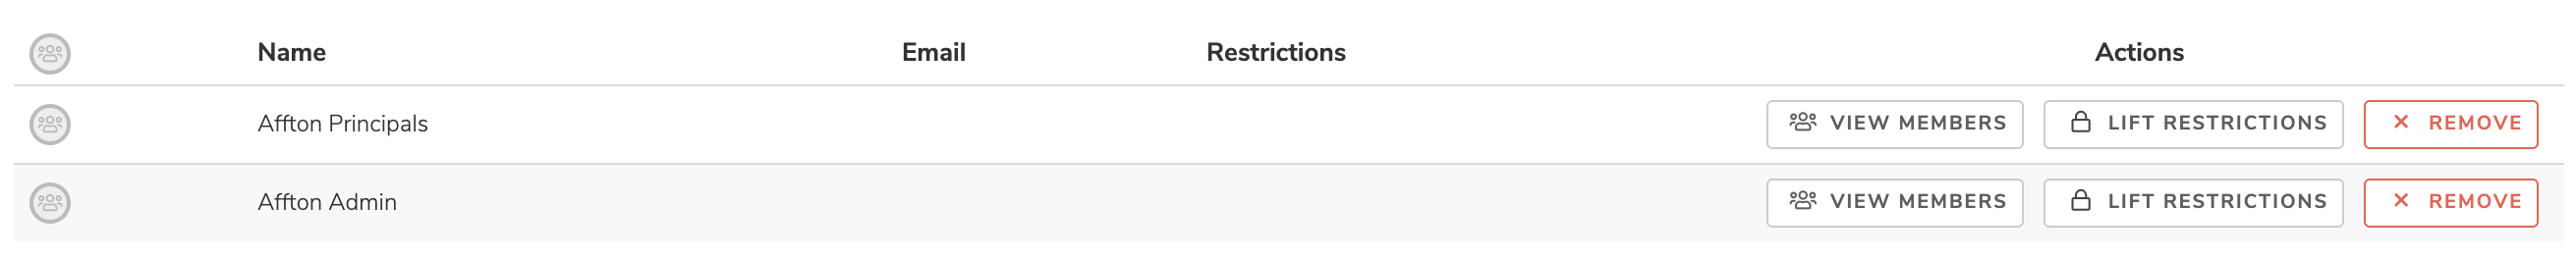 Name Email Restrictions Actions
Affton Principals VIEW MEMBERS LIFT RESTRICTIONS × REMOVE
Affton Admin VIEW MEMBERS LIFT RESTRICTIONS × REMOVE